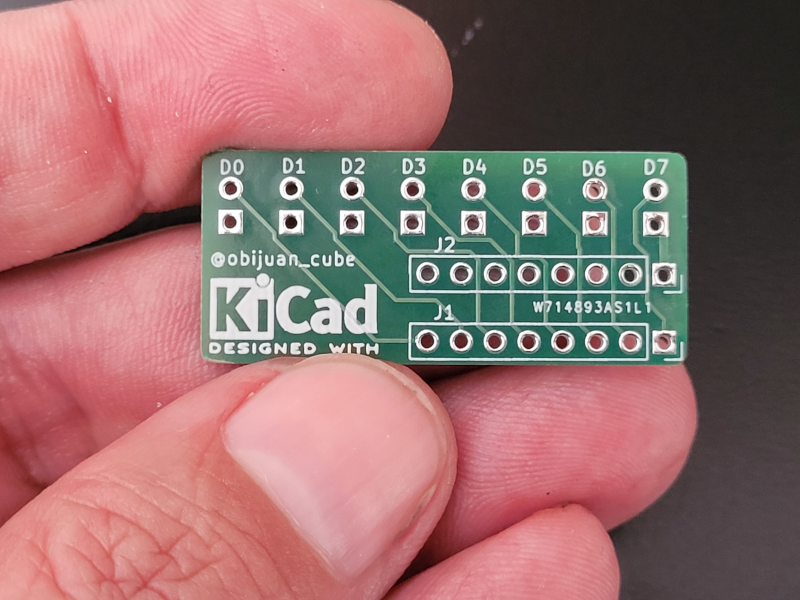 D0 D1 D2 D3 D4 D5 D6 D7
J2
@obijuan_cube
W714893AS1L1
J1
KiCad
DESIGNED WITH